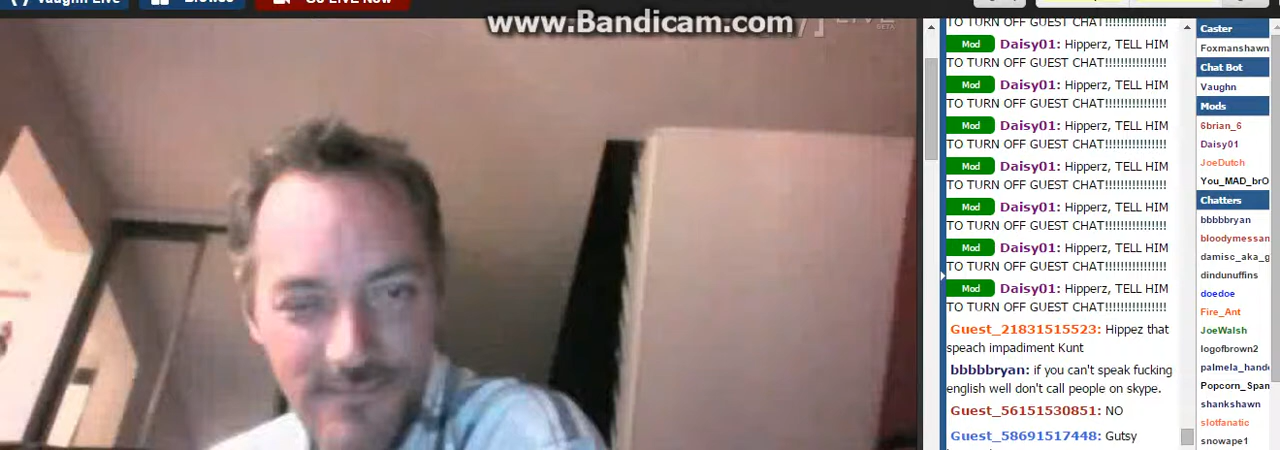 Vaughn Live
Browse
Go LIVE Now
www.Bandicam.com
LIVE
BETA
TO TURN OFF GUEST CHAT!!!!!!!!!!!!!!!!
Mod Daisy01: Hipperz, TELL HIM
TO TURN OFF GUEST CHAT!!!!!!!!!!!!!!!!
Mod Daisy01: Hipperz, TELL HIM
TO TURN OFF GUEST CHAT!!!!!!!!!!!!!!!!
Mod Daisy01: Hipperz, TELL HIM
TO TURN OFF GUEST CHAT!!!!!!!!!!!!!!!!
Mod Daisy01: Hipperz, TELL HIM
TO TURN OFF GUEST CHAT!!!!!!!!!!!!!!!!
Mod Daisy01: Hipperz, TELL HIM
TO TURN OFF GUEST CHAT!!!!!!!!!!!!!!!!
Mod Daisy01: Hipperz, TELL HIM
TO TURN OFF GUEST CHAT!!!!!!!!!!!!!!!!
Mod Daisy01: Hipperz, TELL HIM
TO TURN OFF GUEST CHAT!!!!!!!!!!!!!!!!
Guest_21831515523: Hippez that
speach impadiment Kunt
bbbbbryan: if you can't speak fucking
english well don't call people on skype.
Guest_56151530851: NO
Guest_58691517448: Gutsy
Caster
Foxmanshawn
Chat Bot
Vaughn
Mods
6brian_6
Daisy01
JoeDutch
You_MAD_brO
Chatters
bbbbbryan
bloodymessan
damisc_aka_g
dindunuffins
doedoe
Fire_Ant
JoeWalsh
logofbrown2
palmela_hande
Popcorn_Span
shankshawn
slotfanatic
snowape1